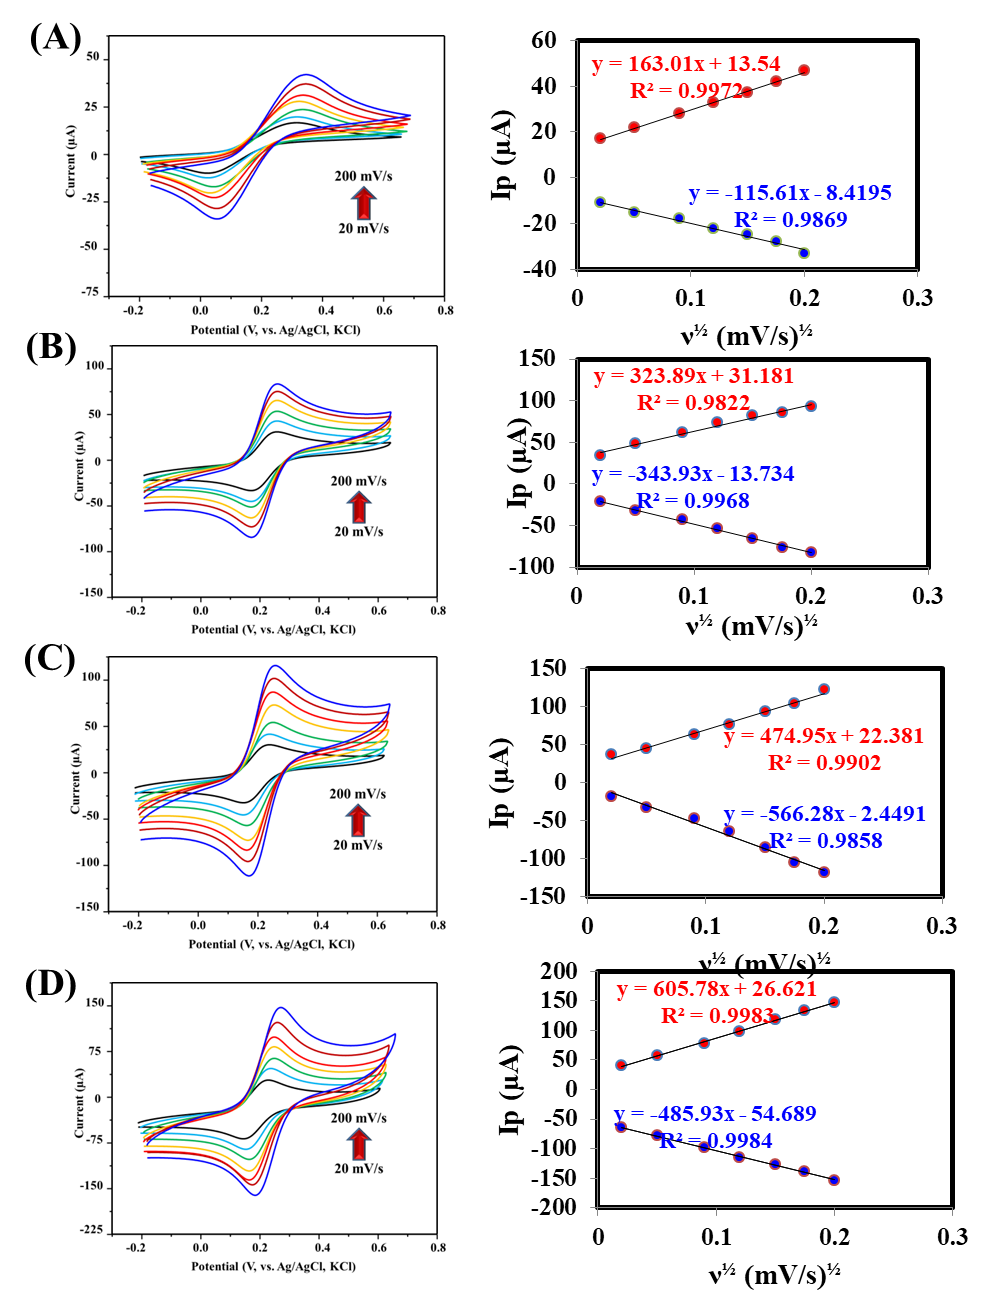 (A)
50
25
0
-25
-50
-75
Current (µA)
200 mV/s
20 mV/s
-0.2 0.0 0.2 0.4 0.6 0.8
Potential (V, vs. Ag/AgCl, KCl)
60
40
20
0
-20
-40
Ip (µA)
y = 163.01x + 13.54
R² = 0.9972
y = -115.61x - 8.4195
R² = 0.9869
0 0.1 0.2 0.3
ν½ (mV/s)½
(B)
100
50
0
-50
-100
-150
Current (µA)
200 mV/s
20 mV/s
-0.2 0.0 0.2 0.4 0.6 0.8
Potential (V, vs. Ag/AgCl, KCl)
150
100
50
0
-50
-100
Ip (µA)
y = 323.89x + 31.181
R² = 0.9822
y = -343.93x - 13.734
R² = 0.9968
0 0.1 0.2 0.3
ν½ (mV/s)½
(C)
100
50
0
-50
-100
-150
Current (µA)
200 mV/s
20 mV/s
-0.2 0.0 0.2 0.4 0.6 0.8
Potential (V, vs. Ag/AgCl, KCl)
150
100
50
0
-50
-100
-150
Ip (µA)
y = 474.95x + 22.381
R² = 0.9902
y = -566.28x - 2.4491
R² = 0.9858
0 0.1 0.2 0.3
ν½ (mV/s)½
(D)
150
75
0
-75
-150
-225
Current (µA)
200 mV/s
20 mV/s
-0.2 0.0 0.2 0.4 0.6 0.8
Potential (V, vs. Ag/AgCl, KCl)
200
150
100
50
0
-50
-100
-150
-200
Ip (µA)
y = 605.78x + 26.621
R² = 0.9983
y = -485.93x - 54.689
R² = 0.9984
0 0.1 0.2 0.3
ν½ (mV/s)½